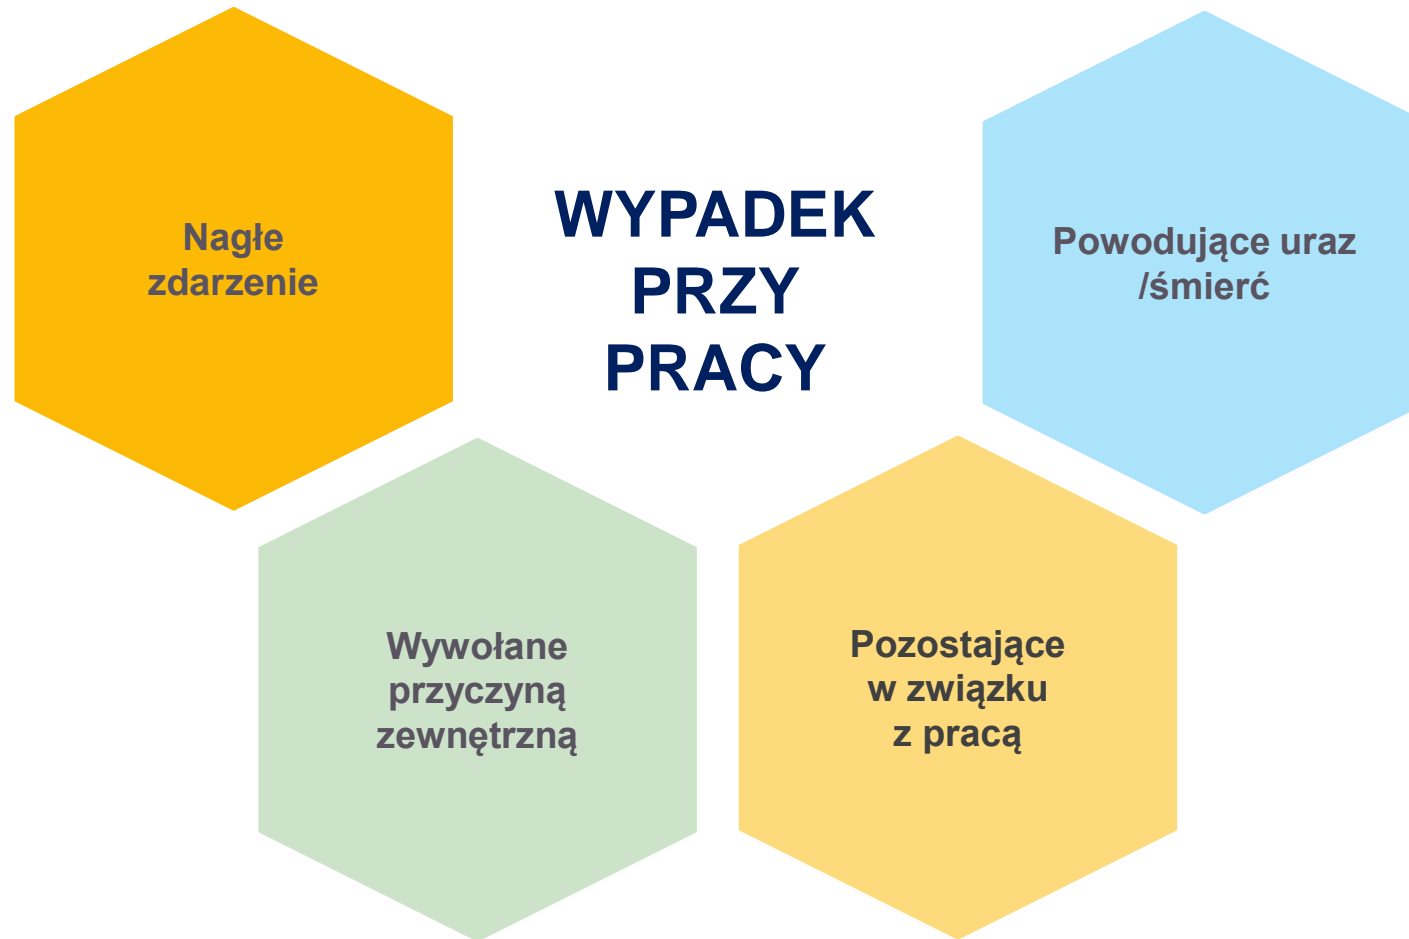 WYPADEK
PRZY
PRACY
Nagłe
zdarzenie
Wywołane
przyczyną
zewnętrzną
Pozostające
w związku
z pracą
Powodujące uraz
/śmierć